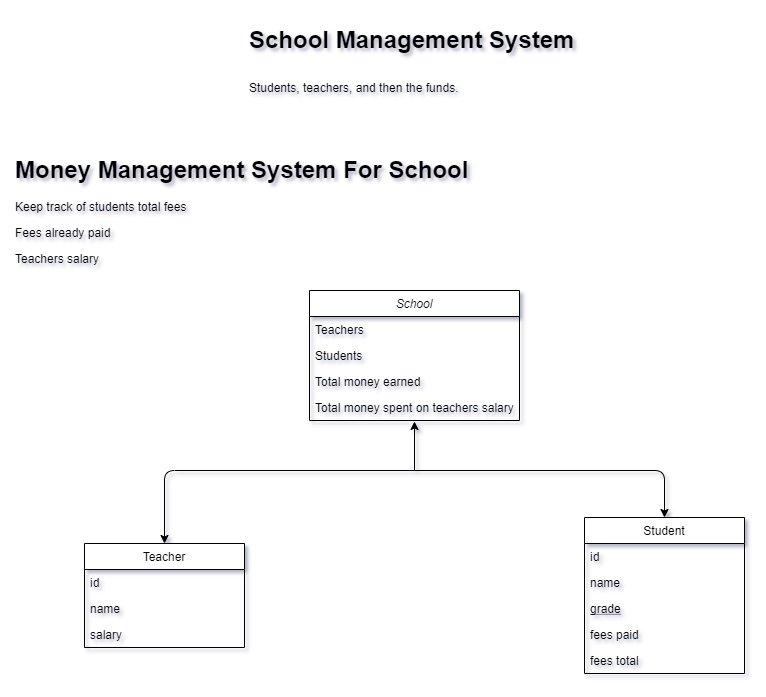 School Management System
Students, teachers, and then the funds.
Money Management System For School
Keep track of students total fees
Fees already paid
Teachers salary
School
Teachers
Students
Total money earned
Total money spent on teachers salary
Teacher
id
name
salary
Student
id
name
grade
fees paid
fees total